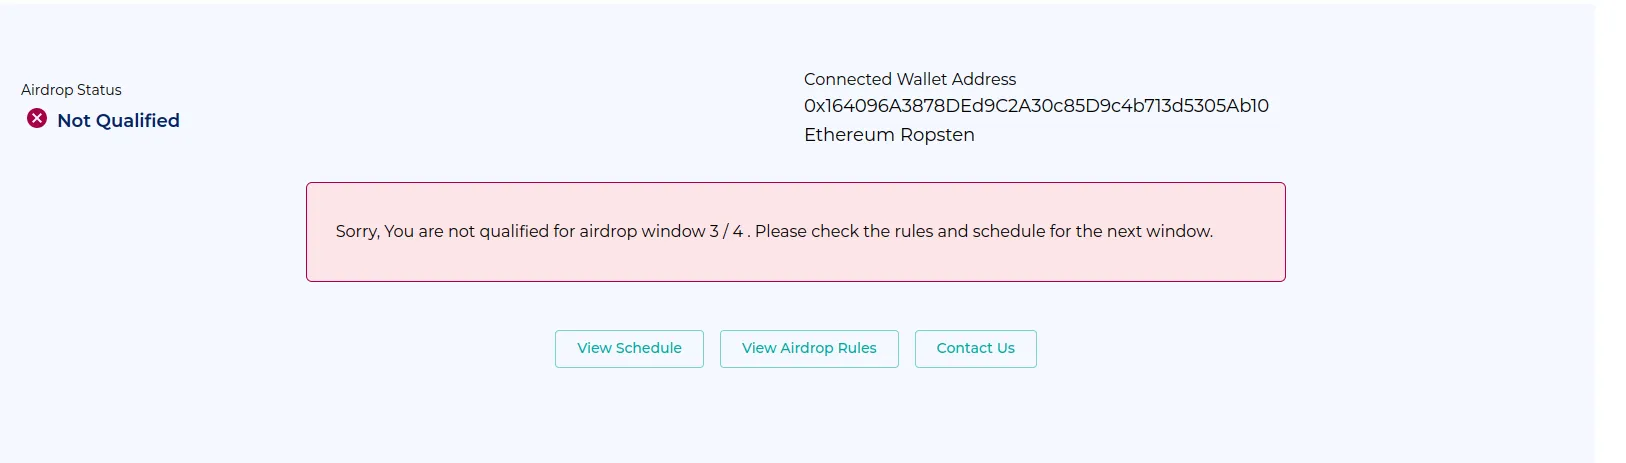 Airdrop Status
Not Qualified
Connected Wallet Address
0x164096A3878DEd9C2A30c85D9c4b713d5305Ab10
Ethereum Ropsten
Sorry, You are not qualified for airdrop window 3 / 4 . Please check the rules and schedule for the next window.
View Schedule
View Airdrop Rules
Contact Us